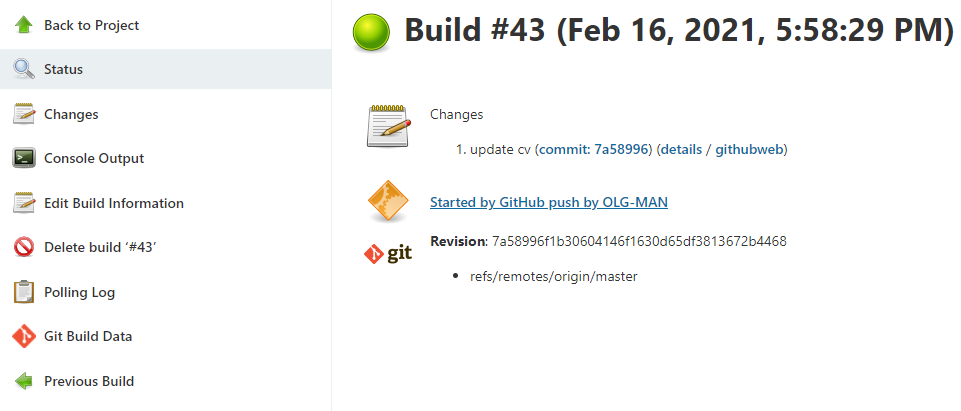 Back to Project
Status
Changes
Console Output
Edit Build Information
Delete build ‘#43’
Polling Log
Git Build Data
Previous Build
Build #43 (Feb 16, 2021, 5:58:29 PM)
Changes
1. update cv (commit: 7a58996) (details / githubweb)
Started by GitHub push by OLG-MAN
git
Revision: 7a58996f1b30604146f1630d65df3813672b4468
• refs/remotes/origin/master